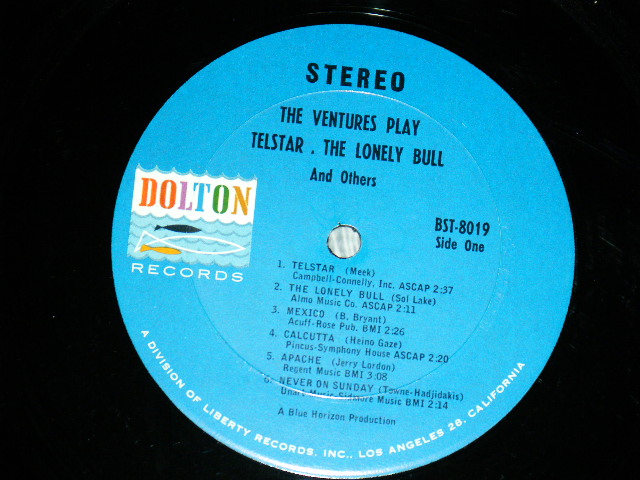 STEREO
THE VENTURES PLAY
TELSTAR . THE LONELY BULL
And Others
DOLTON
RECORDS
BST-8019
Side One
1. TELSTAR (Meek)
Campbell-Connelly, Inc. ASCAP 2:37
2. THE LONELY BULL (Sol Lake)
Almo Music Co. ASCAP 2:11
3. MEXICO (B. Bryant)
Acuff-Rose Pub. BMI 2:26
4. CALCUTTA (Heino Gaze)
Pincus-Symphony House ASCAP 2:20
5. APACHE (Jerry Lordon)
Regent Music BMI 3:08
6. NEVER ON SUNDAY (Towne-Hadjidakis)
Unart Music-Sidmore Music BMI 2:14
A Blue Horizon Production
A DIVISION OF LIBERTY RECORDS, INC., LOS ANGELES 28, CALIFORNIA